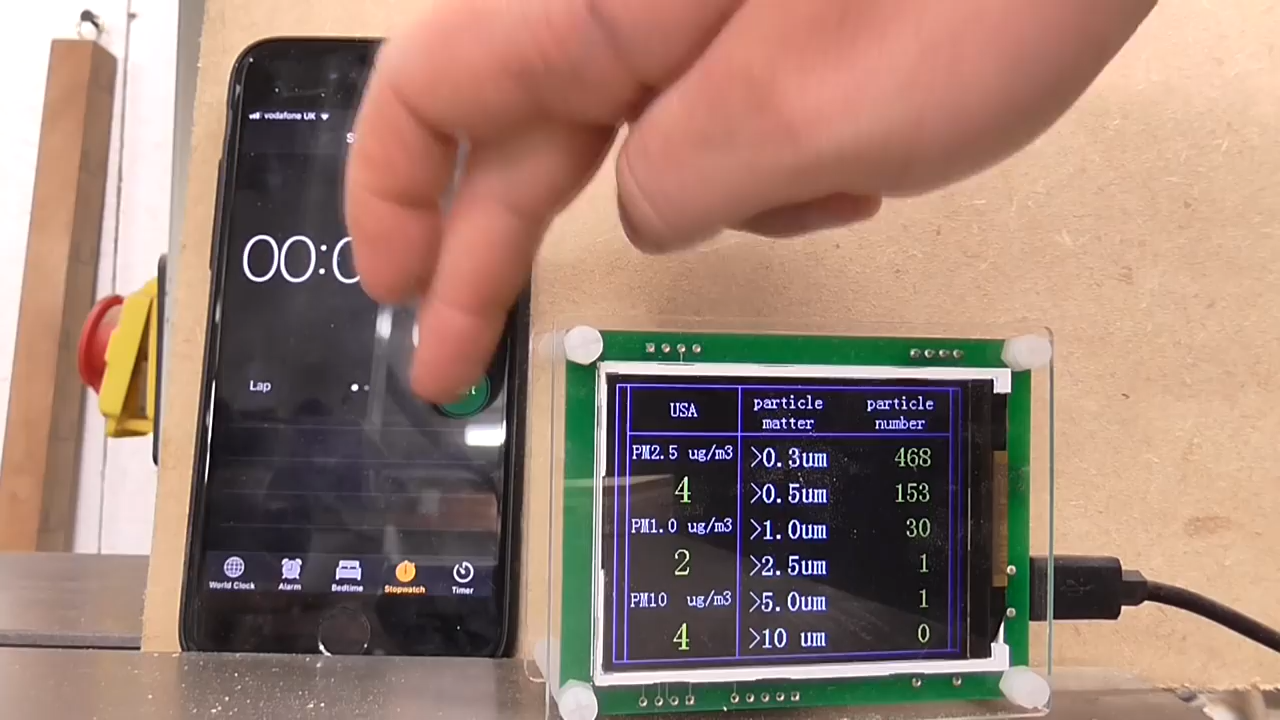 vodafone UK
00:0
Lap
World Clock
Alarm
Bedtime
Stopwatch
Timer
USA
particle matter
particle number
PM2.5 ug/m3
4
PM1.0 ug/m3
2
PM10 ug/m3
4
>0.3um 468
>0.5um 153
>1.0um 30
>2.5um 1
>5.0um 1
>10 um 0